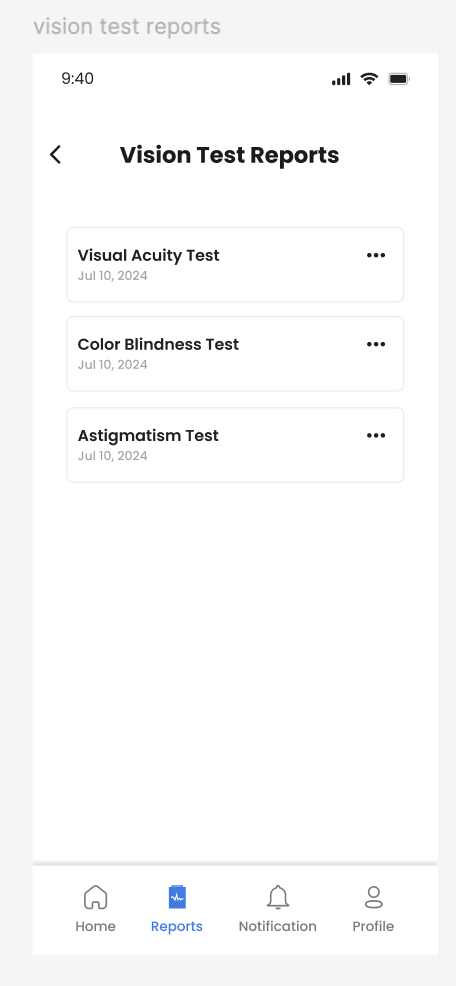 vision test reports
9:40
Vision Test Reports
Visual Acuity Test
Jul 10, 2024
Color Blindness Test
Jul 10, 2024
Astigmatism Test
Jul 10, 2024
Home Reports Notification Profile